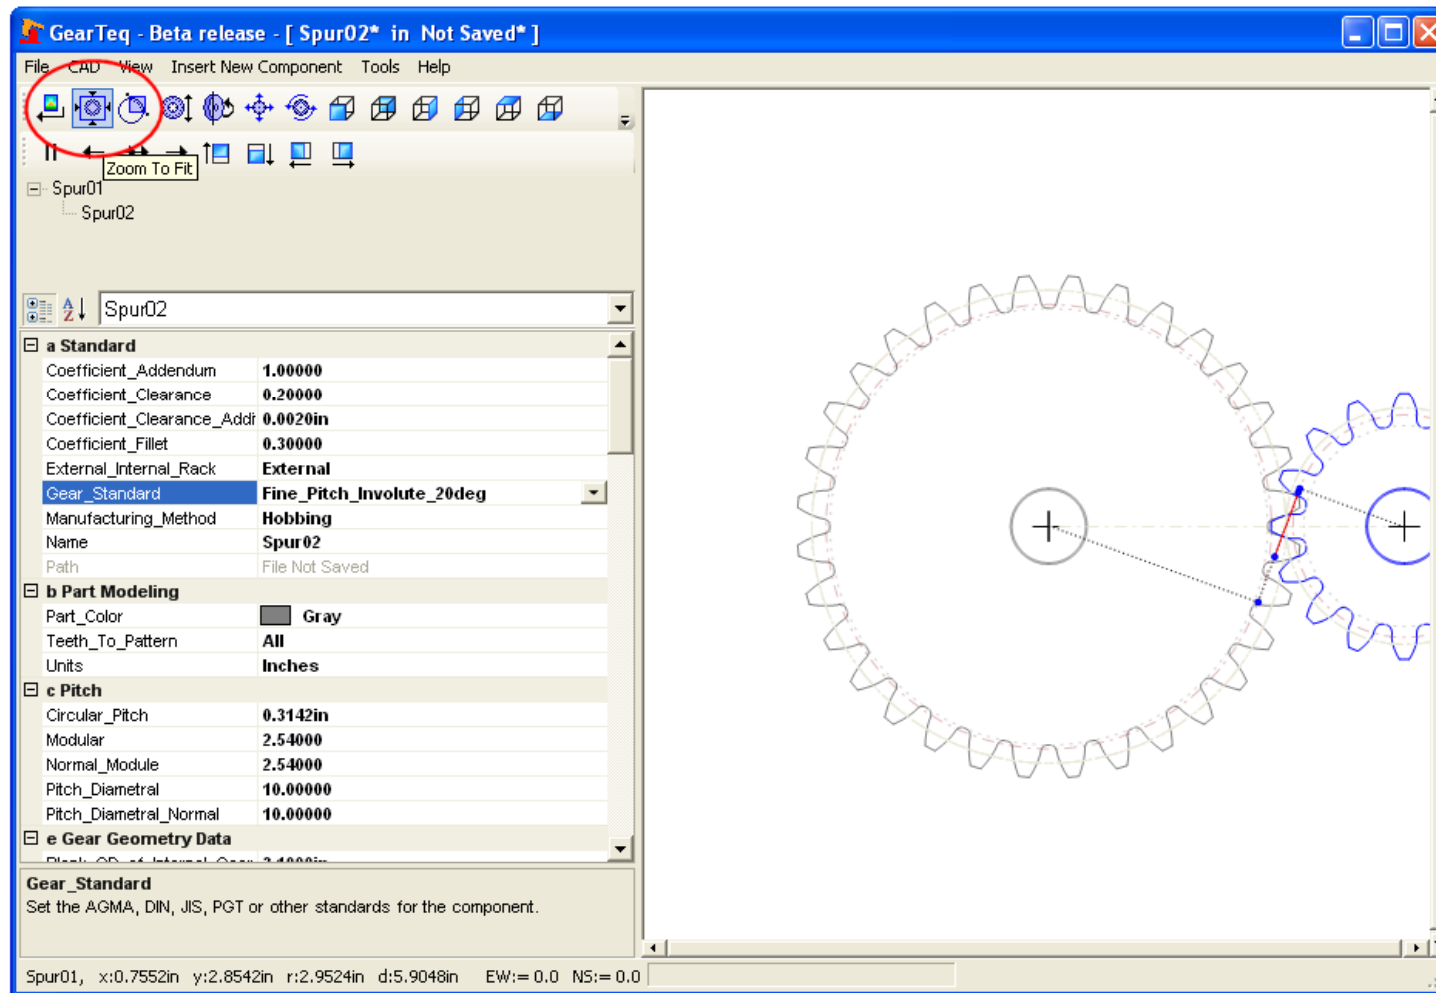 GearTeq - Beta release - [ Spur02* in Not Saved* ]
File CAD View Insert New Component Tools Help
Zoom To Fit
Spur01
Spur02
Spur02
a Standard
Coefficient_Addendum 1.00000
Coefficient_Clearance 0.20000
Coefficient_Clearance_Addi 0.0020in
Coefficient_Fillet 0.30000
External_Internal_Rack External
Gear_Standard Fine_Pitch_Involute_20deg
Manufacturing_Method Hobbing
Name Spur02
Path File Not Saved
b Part Modeling
Part_Color Gray
Teeth_To_Pattern All
Units Inches
c Pitch
Circular_Pitch 0.3142in
Modular 2.54000
Normal_Module 2.54000
Pitch_Diametral 10.00000
Pitch_Diametral_Normal 10.00000
e Gear Geometry Data
Gear_Standard
Set the AGMA, DIN, JIS, PGT or other standards for the component.
Spur01, x:0.7552in y:2.8542in r:2.9524in d:5.9048in EW:= 0.0 NS:= 0.0